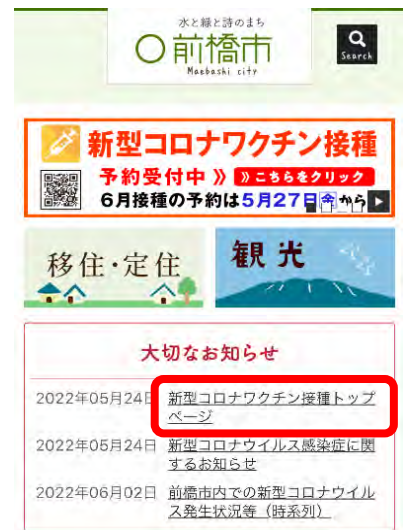 水と緑と詩のまち
前橋市
Maebashi city
Search
新型コロナワクチン接種
予約受付中 》 》こちらをクリック
6月接種の予約は5月27日(金)から
移住・定住
観光
大切なお知らせ
2022年05月24日 新型コロナワクチン接種トップ
ページ
2022年05月24日 新型コロナウイルス感染症に関
するお知らせ
2022年06月02日 前橋市内での新型コロナウイル
ス発生状況等（時系列）